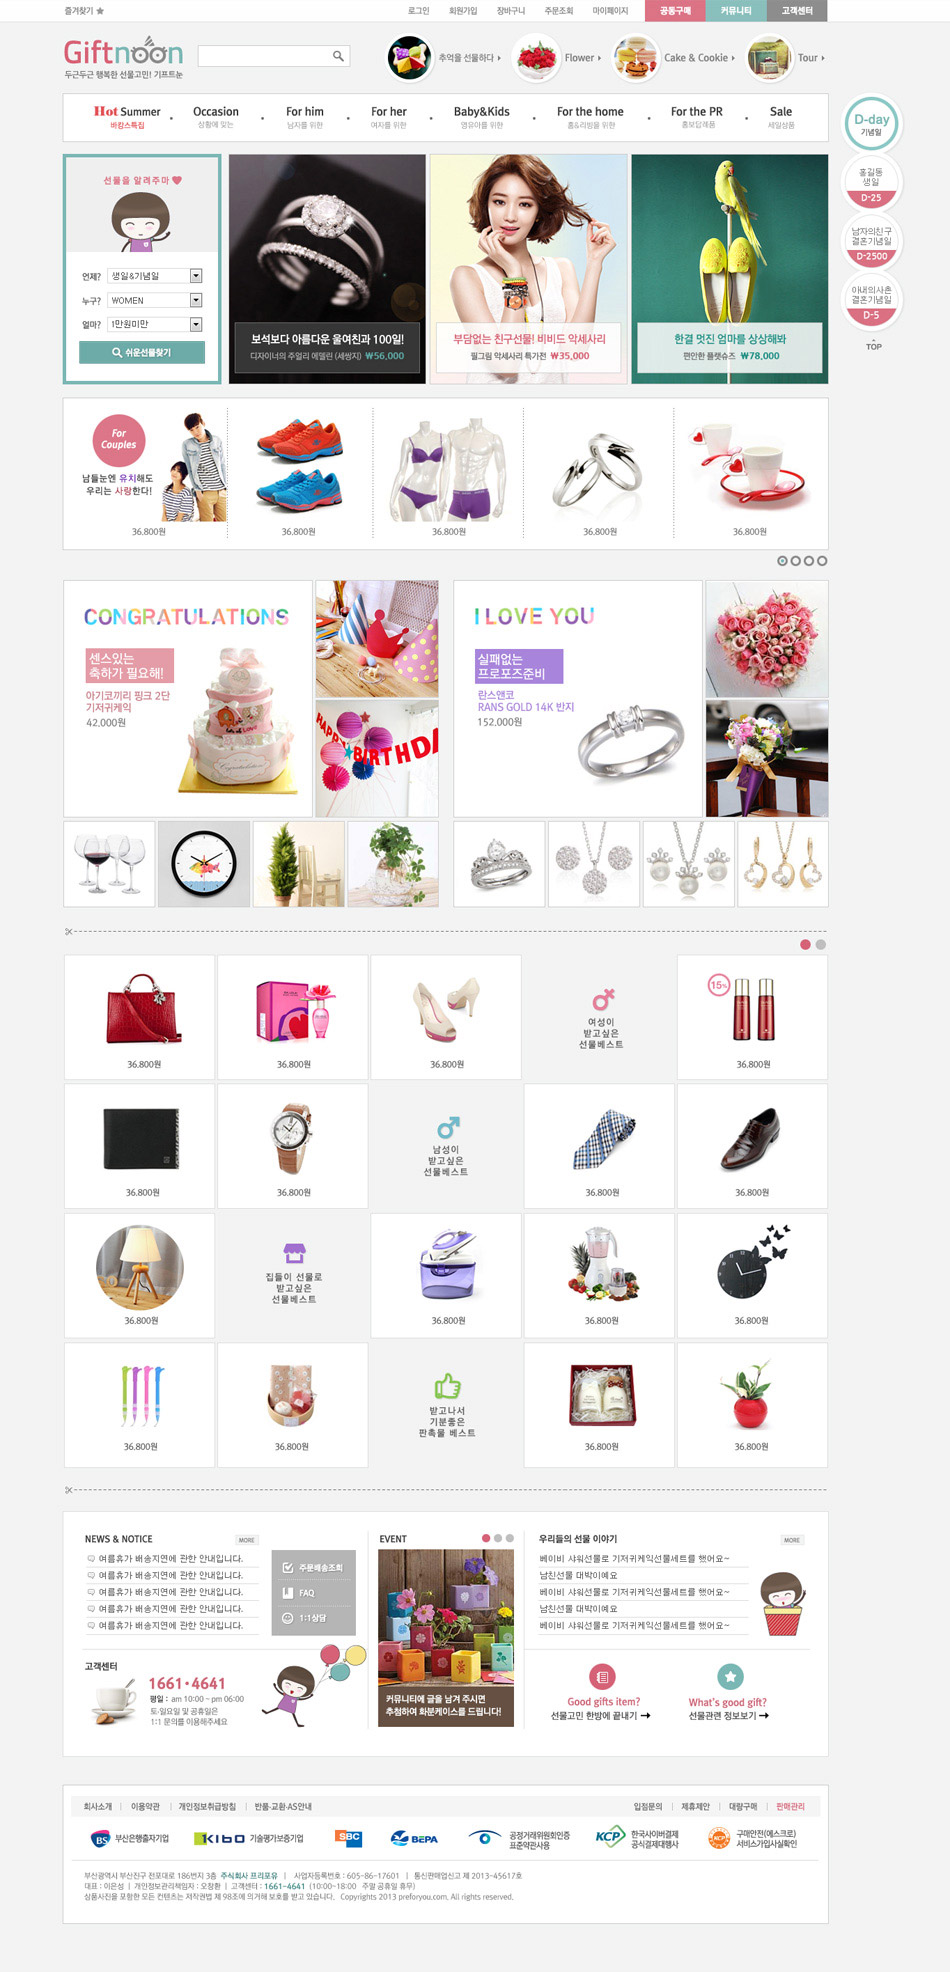 즐겨찾기
로그인
회원가입
장바구니
주문조회
마이페이지
공동구매
커뮤니티
고객센터
Giftnoon
두근두근 행복한 선물고민! 기프트눈
추억을 선물하다
Flower
Cake & Cookie
Tour
Hot Summer
바캉스특집
Occasion
상황에 맞는
For him
남자를 위한
For her
여자를 위한
Baby&Kids
영유아를 위한
For the home
홈&리빙을 위한
For the PR
홍보답례품
Sale
세일상품
D-day
기념일
홍길동
생일
D-25
남자의친구
결혼기념일
D-2500
아내의사촌
결혼기념일
D-5
TOP
선물을 알려주마
언제? 생일&기념일
누구? WOMEN
얼마? 1만원미만
쉬운선물찾기
보석보다 아름다운 울여친과 100일!
디자이너의 주얼리 에델린 (세쌍지) ₩56,000
부담없는 친구선물! 비비드 악세사리
필그림 악세사리 특가전 ₩35,000
한결 멋진 엄마를 상상해봐
편안한 플랫슈즈 ₩78,000
For
Couples
남들눈엔 유치해도
우리는 사랑한다!
36.800원
36.800원
36.800원
36.800원
36.800원
CONGRATULATIONS
센스있는
축하가 필요해!
아기코끼리 핑크 2단
기저귀케익
42,000원
HAPPY BIRTHDA
I LOVE YOU
실패없는
프로포즈준비
란스앤코
RANS GOLD 14K 반지
152,000원
36.800원
36.800원
36.800원
여성이
받고싶은
선물베스트
15%
36.800원
36.800원
36.800원
남성이
받고싶은
선물베스트
36.800원
36.800원
36.800원
집들이 선물로
받고싶은
선물베스트
36.800원
36.800원
36.800원
36.800원
36.800원
받고나서
기분좋은
판촉물 베스트
36.800원
36.800원
NEWS & NOTICE
MORE
여름휴가 배송지연에 관한 안내입니다.
여름휴가 배송지연에 관한 안내입니다.
여름휴가 배송지연에 관한 안내입니다.
여름휴가 배송지연에 관한 안내입니다.
여름휴가 배송지연에 관한 안내입니다.
주문배송조회
FAQ
1:1상담
고객센터
1661·4641
평일 : am 10:00 ~ pm 06:00
토·일요일 및 공휴일은
1:1 문의를 이용해주세요
EVENT
커뮤니티에 글을 남겨 주시면
추첨하여 화분케이스를 드립니다!
우리들의 선물 이야기
MORE
베이비 샤워선물로 기저귀케익선물세트를 했어요~
남친선물 대박이예요
베이비 샤워선물로 기저귀케익선물세트를 했어요~
남친선물 대박이예요
베이비 샤워선물로 기저귀케익선물세트를 했어요~
Good gifts item?
선물고민 한방에 끝내기
What's good gift?
선물관련 정보보기
회사소개 | 이용약관 | 개인정보취급방침 | 반품·교환·AS안내
입점문의 | 제휴제안 | 대량구매 | 판매관리
BS 부산은행출자기업
KIBO 기술평가보증기업
SBC
BEPA
공정거래위원회인증
표준약관사용
KCP
한국사이버결제
공식결제대행사
NCP
구매안전(에스크로)
서비스가입사실확인
부산광역시 부산진구 전포대로 186번지 3층 주식회사 프리포유 | 사업자등록번호 : 605-86-17601 | 통신판매업신고 제 2013-45617호
대표 : 이은성 | 개인정보관리책임자 : 오창환 | 고객센터 : 1661-4641 (10:00-18:00 주말 공휴일 휴무)
상품사진을 포함한 모든 컨텐츠는 저작권법 제 98조에 의거해 보호를 받고 있습니다. Copyrights 2013 preforyou.com. All rights reserved.